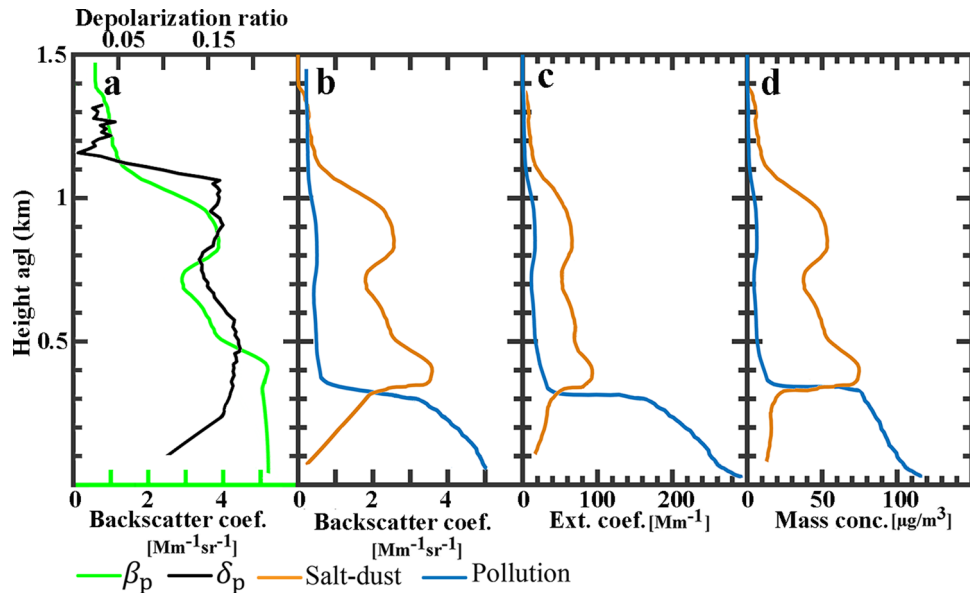 Depolarization ratio
0.05 0.15
1.5
a b c d
1
Height agl (km)
0.5
0 2 4 0 2 4 0 100 200 0 50 100
Backscatter coef. Backscatter coef. Ext. coef.[Mm⁻¹] Mass conc.[μg/m³]
[Mm⁻¹sr⁻¹] [Mm⁻¹sr⁻¹]
βp δp Salt-dust Pollution